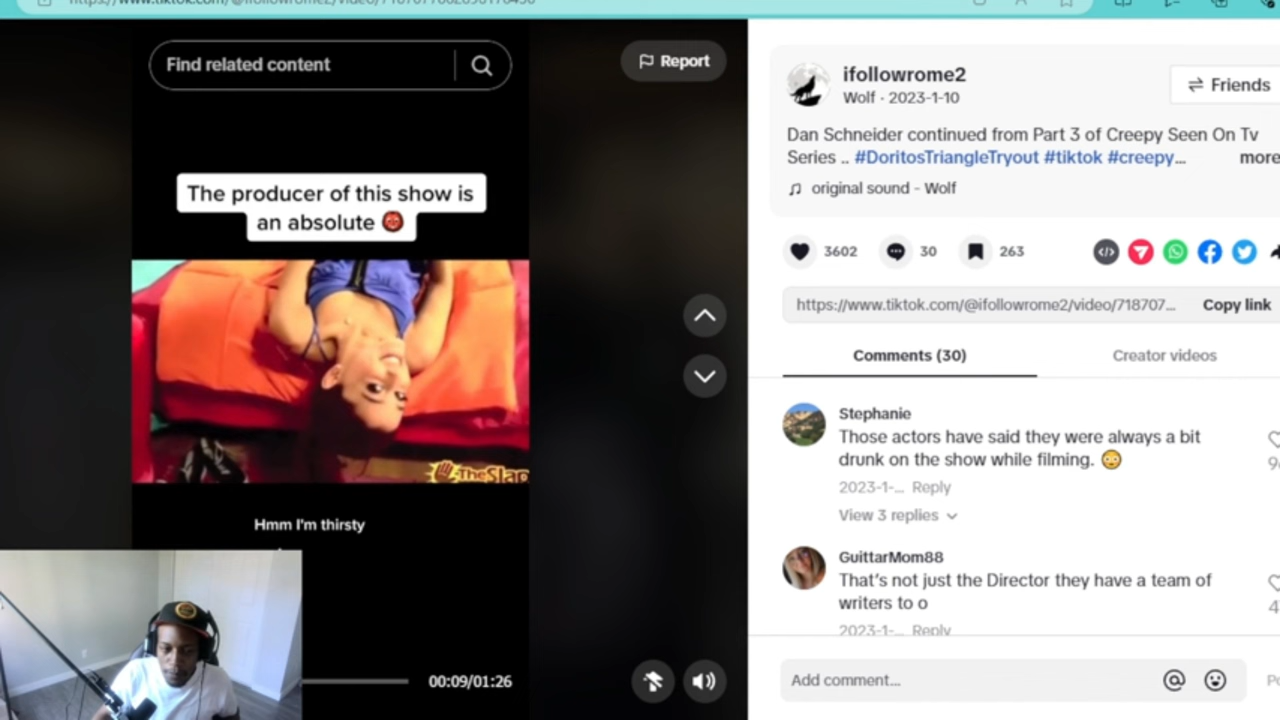 Find related content
Report
The producer of this show is
an absolute
TheSlap
Hmm I'm thirsty
00:09/01:26
ifollowrome2
Wolf · 2023-1-10
Friends
Dan Schneider continued from Part 3 of Creepy Seen On Tv
Series .. #DoritosTriangleTryout #tiktok #creepy... more
original sound - Wolf
3602
30
263
https://www.tiktok.com/@ifollowrome2/video/718707...
Copy link
Comments (30)
Creator videos
Stephanie
Those actors have said they were always a bit
drunk on the show while filming.
2023-1-... Reply
View 3 replies
GuittarMom88
That's not just the Director they have a team of
writers to o
2023-1-... Reply
Add comment...